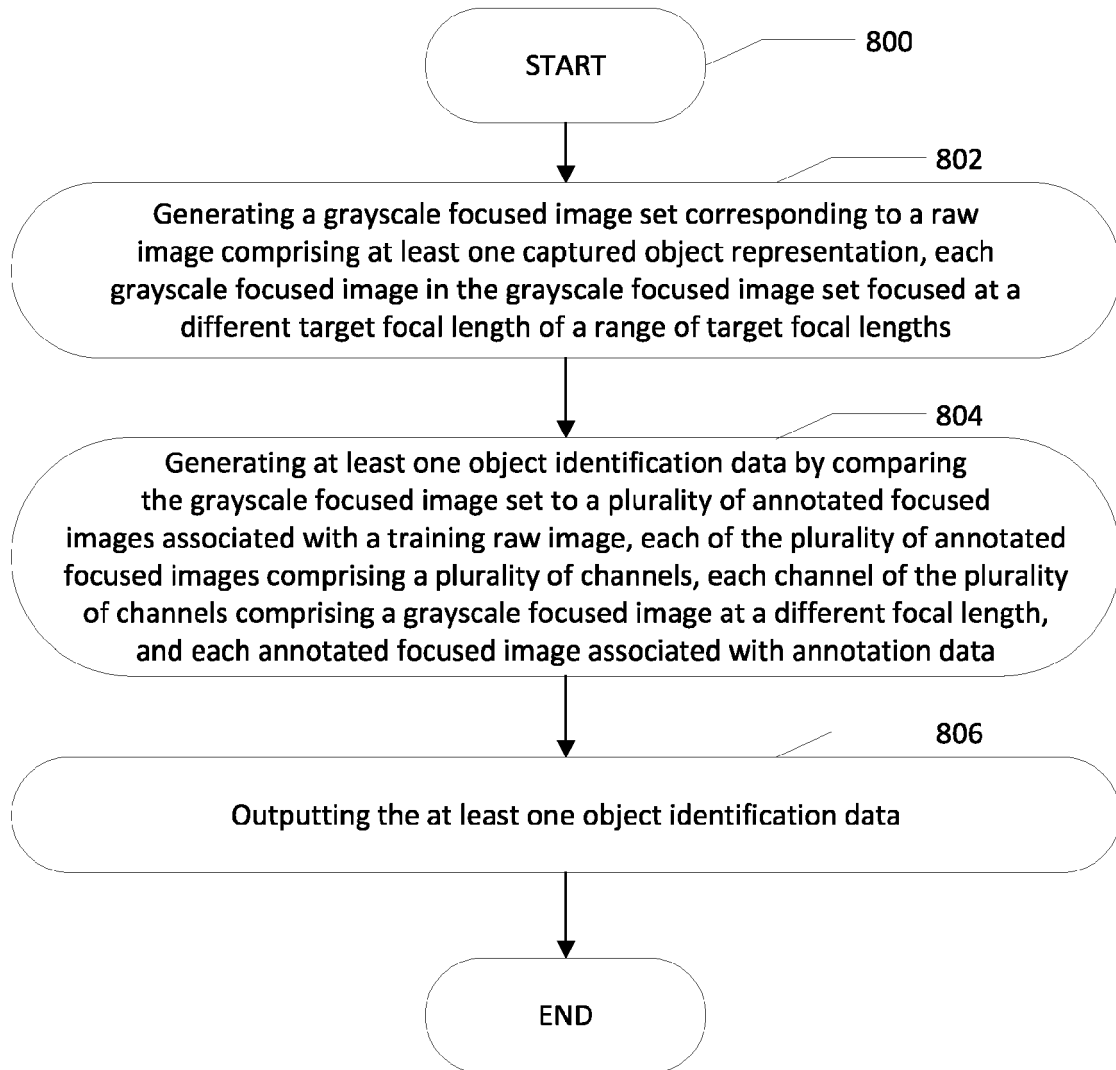 START
800
802
Generating a grayscale focused image set corresponding to a raw
image comprising at least one captured object representation, each
grayscale focused image in the grayscale focused image set focused at a
different target focal length of a range of target focal lengths
804
Generating at least one object identification data by comparing
the grayscale focused image set to a plurality of annotated focused
images associated with a training raw image, each of the plurality of annotated
focused images comprising a plurality of channels, each channel of the plurality
of channels comprising a grayscale focused image at a different focal length,
and each annotated focused image associated with annotation data
806
Outputting the at least one object identification data
END